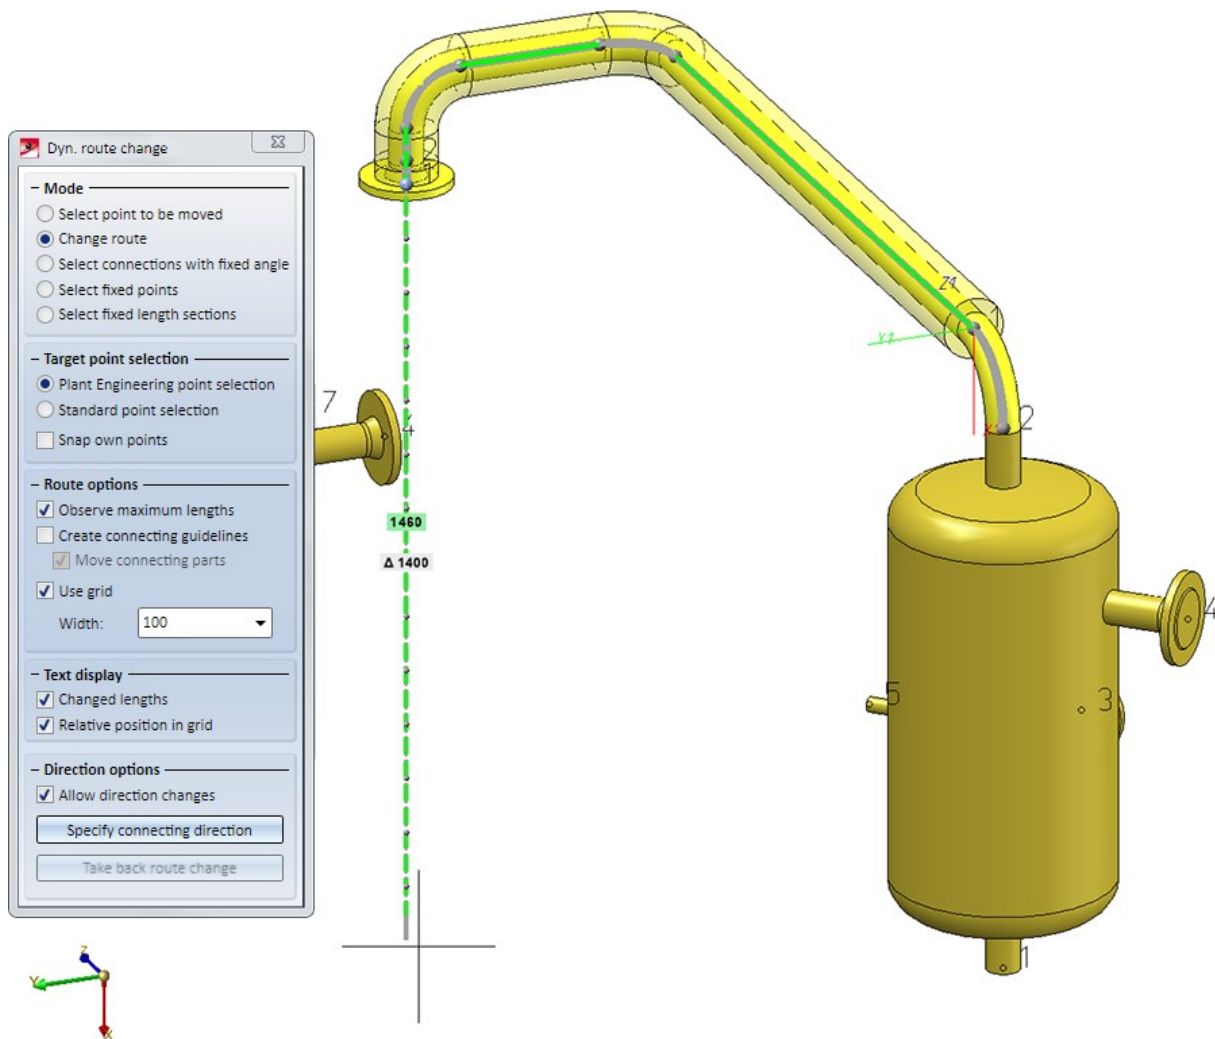 Dyn. route change
Mode
Select point to be moved
Change route
Select connections with fixed angle
Select fixed points
Select fixed length sections
Target point selection
Plant Engineering point selection
Standard point selection
Snap own points
Route options
Observe maximum lengths
Create connecting guidelines
Move connecting parts
Use grid
Width: 100
Text display
Changed lengths
Relative position in grid
Direction options
Allow direction changes
Specify connecting direction
Take back route change
7
4
1460
Δ 1400
Z1
Y1
2
4
5
3
1
Z
Y
X